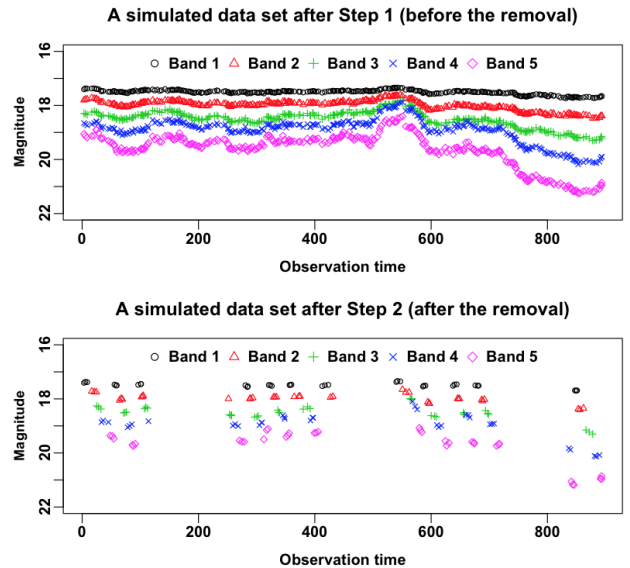 A simulated data set after Step 1 (before the removal)
16
18
20
22
Magnitude
Band 1 Band 2 Band 3 Band 4 Band 5
0 200 400 600 800
Observation time
A simulated data set after Step 2 (after the removal)
16
18
20
22
Magnitude
Band 1 Band 2 Band 3 Band 4 Band 5
0 200 400 600 800
Observation time